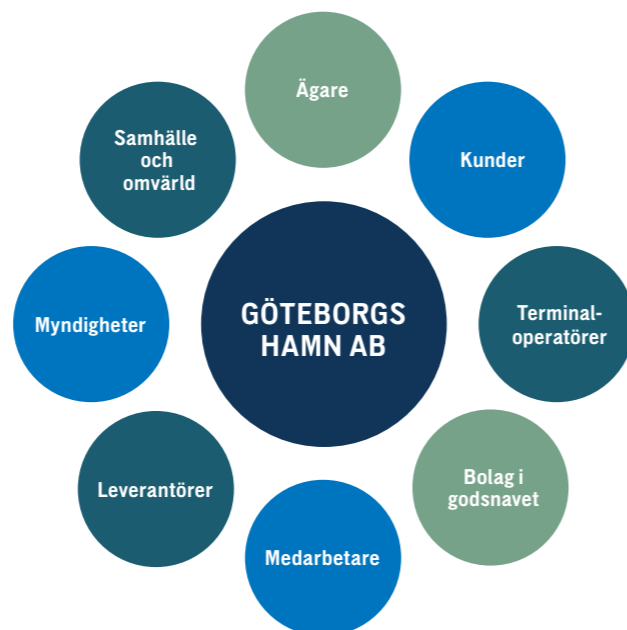 Ägare
Kunder
Samhälle
och
omvärld
GÖTEBORGS
HAMN AB
Terminal-
operatörer
Myndigheter
Bolag i
godsnavet
Leverantörer
Medarbetare